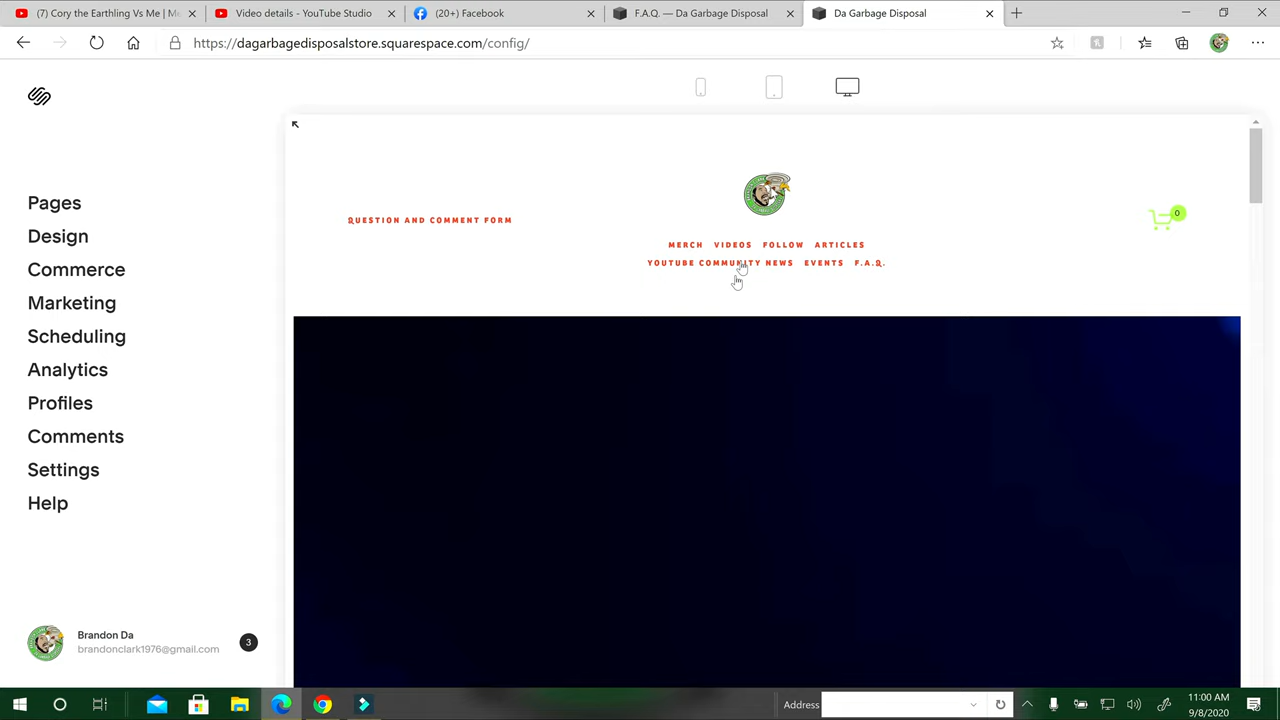 (7) Cory the Earthling Vs Me | M
Video details - YouTube Studio
(20+) Facebook
F.A.Q. — Da Garbage Disposal
Da Garbage Disposal
https://dagarbagedisposalstore.squarespace.com/config/
QUESTION AND COMMENT FORM
0
MERCH VIDEOS FOLLOW ARTICLES
YOUTUBE COMMUNITY NEWS EVENTS F.A.Q.
Pages
Design
Commerce
Marketing
Scheduling
Analytics
Profiles
Comments
Settings
Help
Brandon Da
brandonclark1976@gmail.com
3
Address
11:00 AM
9/8/2020